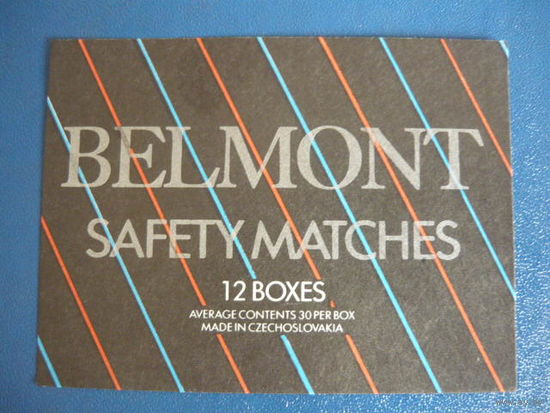 BELMONT
SAFETY MATCHES
12 BOXES
AVERAGE CONTENTS 30 PER BOX
MADE IN CZECHOSLOVAKIA